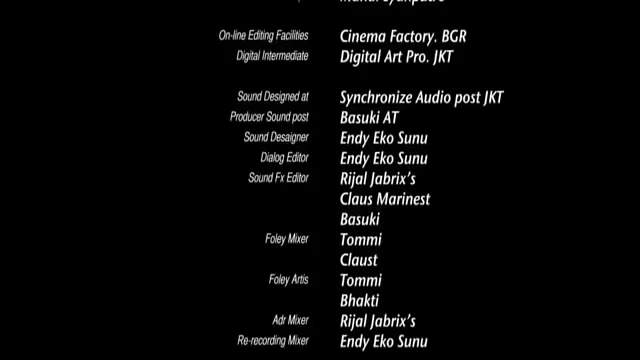 On-line Editing Facilities Cinema Factory. BGR
Digital Intermediate Digital Art Pro. JKT
Sound Designed at Synchronize Audio post JKT
Producer Sound post Basuki AT
Sound Desaigner Endy Eko Sunu
Dialog Editor Endy Eko Sunu
Sound Fx Editor Rijal Jabrix's
Claus Marinest
Basuki
Foley Mixer Tommi
Claust
Foley Artis Tommi
Bhakti
Adr Mixer Rijal Jabrix's
Re-recording Mixer Endy Eko Sunu